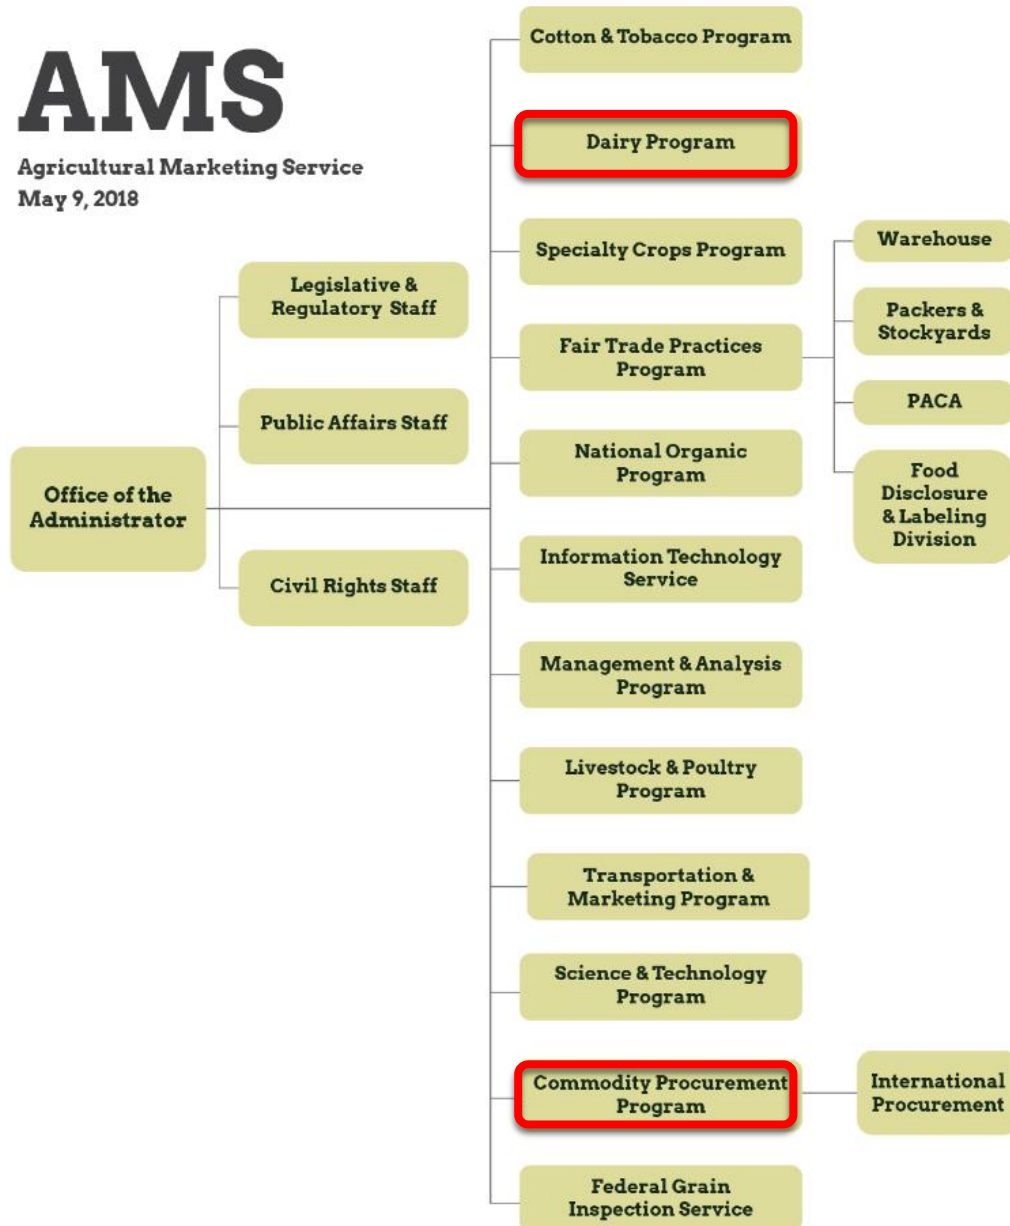 AMS
Agricultural Marketing Service
May 9, 2018
Office of the
Administrator
Legislative &
Regulatory Staff
Public Affairs Staff
Civil Rights Staff
Cotton & Tobacco Program
Dairy Program
Specialty Crops Program
Fair Trade Practices
Program
Warehouse
Packers &
Stockyards
PACA
Food
Disclosure
& Labeling
Division
National Organic
Program
Information Technology
Service
Management & Analysis
Program
Livestock & Poultry
Program
Transportation &
Marketing Program
Science & Technology
Program
Commodity Procurement
Program
International
Procurement
Federal Grain
Inspection Service